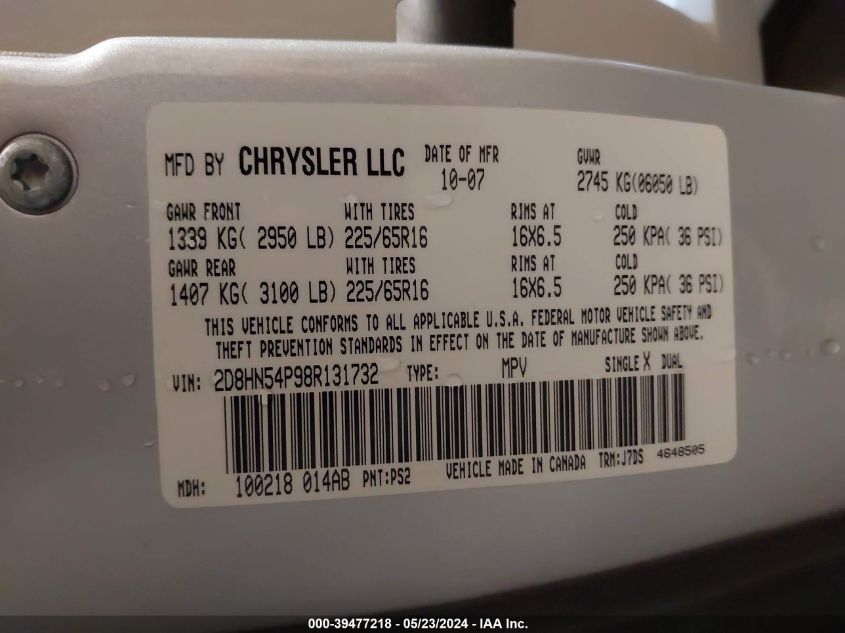 MFD BY CHRYSLER LLC DATE OF MFR GVWR
10-07 2745 KG(06050 LB)
GAWR FRONT WITH TIRES RIMS AT COLD
1339 KG( 2950 LB) 225/65R16 16X6.5 250 KPA( 36 PSI)
GAWR REAR WITH TIRES RIMS AT COLD
1407 KG( 3100 LB) 225/65R16 16X6.5 250 KPA( 36 PSI)
THIS VEHICLE CONFORMS TO ALL APPLICABLE U.S.A. FEDERAL MOTOR VEHICLE SAFETY AND
THEFT PREVENTION STANDARDS IN EFFECT ON THE DATE OF MANUFACTURE SHOWN ABOVE.
VIN: 2D8HN54P98R131732 TYPE: MPV SINGLE X DUAL
MDH: 100218 014AB PNT:PS2 VEHICLE MADE IN CANADA TRM:J7DS 4648505
000-39477218 - 05/23/2024 - IAA Inc.